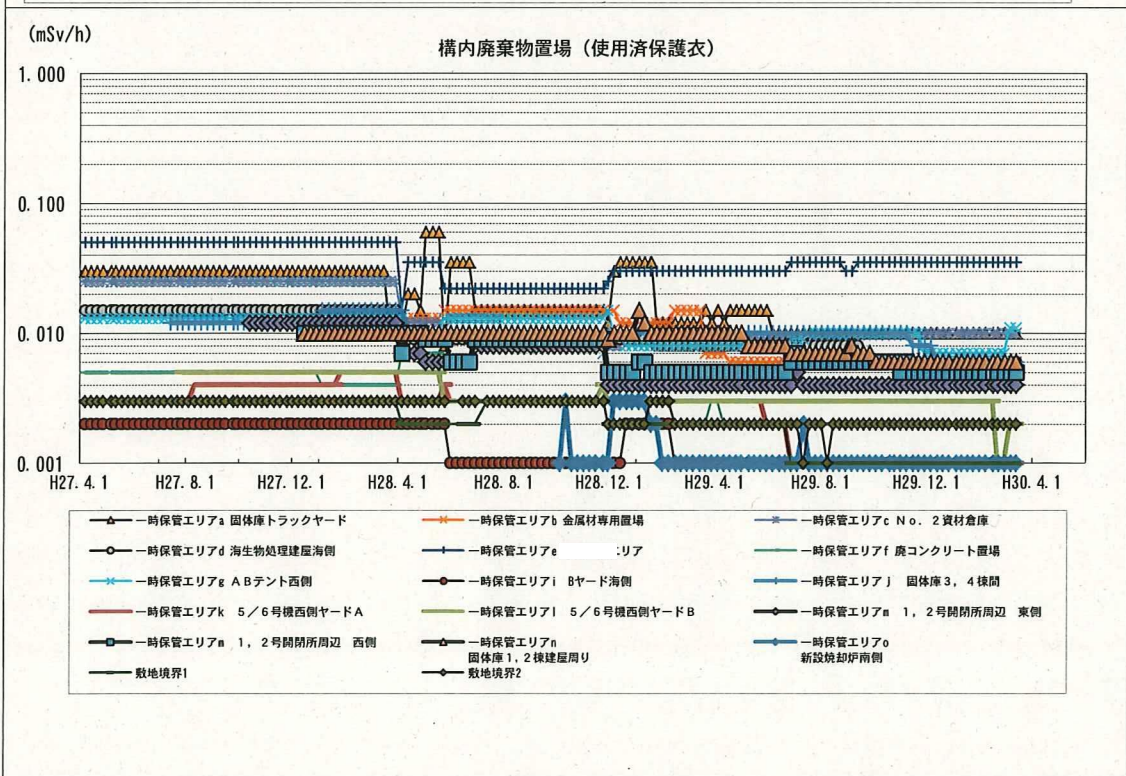 (mSv/h)
構内廃棄物置場（使用済保護衣）
1.000
0.100
0.010
0.001
H27.4.1 H27.8.1 H27.12.1 H28.4.1 H28.8.1 H28.12.1 H29.4.1 H29.8.1 H29.12.1 H30.4.1
一時保管エリアa 固体庫トラックヤード
一時保管エリアb 金属材専用置場
一時保管エリアc No．2資材倉庫
一時保管エリアd 海生物処理建屋海側
一時保管エリアe リア
一時保管エリアf 廃コンクリート置場
一時保管エリアg ABテント西側
一時保管エリアi Bヤード海側
一時保管エリアj 固体庫3，4棟間
一時保管エリアk 5／6号機西側ヤードA
一時保管エリアl 5／6号機西側ヤードB
一時保管エリアm 1，2号開閉所周辺 東側
一時保管エリアm 1，2号開閉所周辺 西側
一時保管エリアn
固体庫1,2棟建屋周り
一時保管エリアo
新設焼却炉南側
敷地境界1
敷地境界2